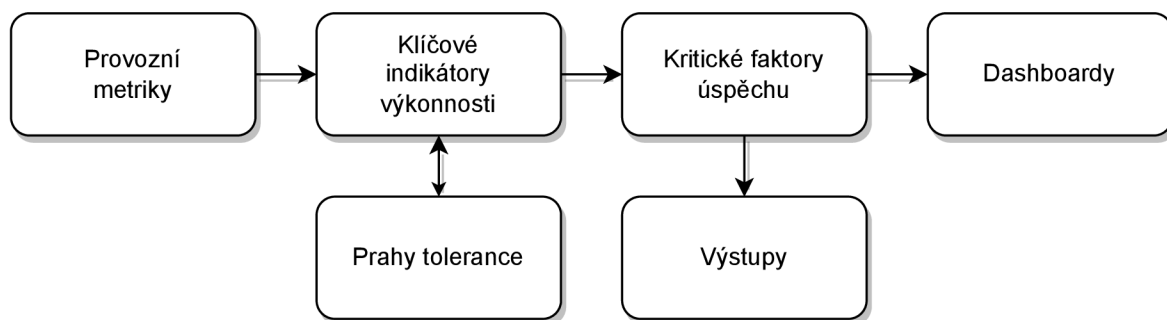 Provozní
metriky
Klíčové
indikátory
výkonnosti
Kritické faktory
úspěchu
Dashboardy
Prahy tolerance
Výstupy